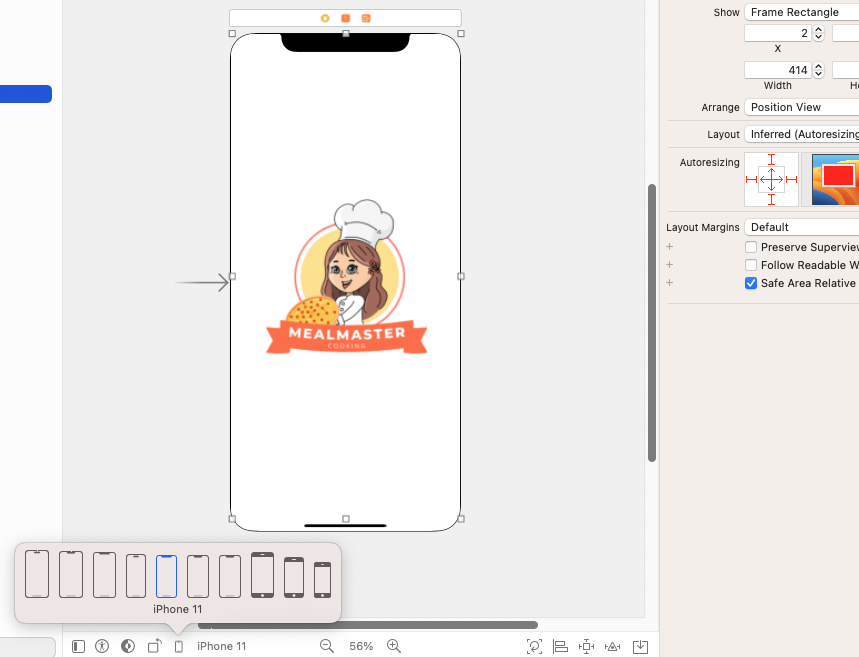 Show Frame Rectangle
2
X
414
Width He
Arrange Position View
Layout Inferred (Autoresizing
Autoresizing
Layout Margins Default
Preserve Supervie
Follow Readable W
Safe Area Relative
MEALMASTER
COOKING
iPhone 11
iPhone 11 56%